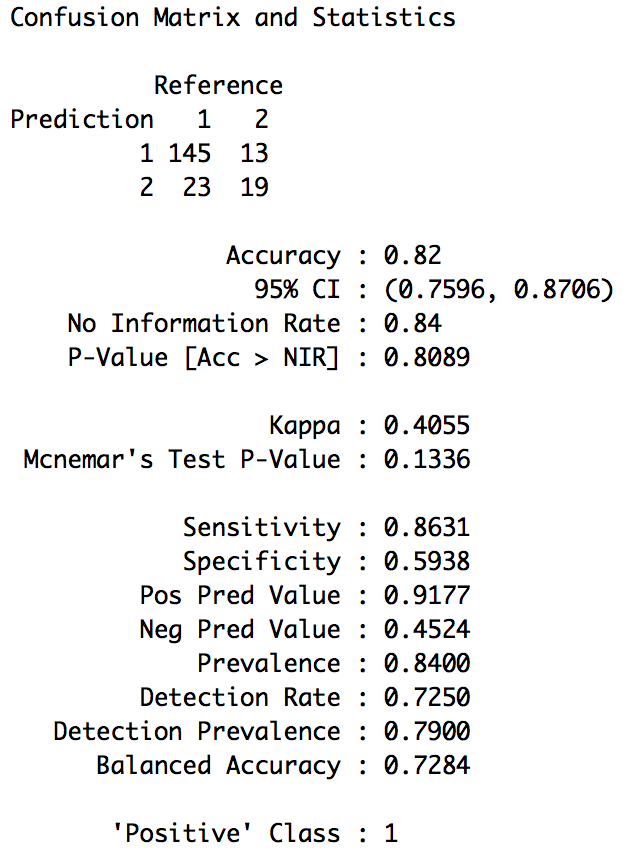 Confusion Matrix and Statistics
Reference
Prediction 1 2
1 145 13
2 23 19
Accuracy : 0.82
95% CI : (0.7596, 0.8706)
No Information Rate : 0.84
P-Value [Acc > NIR] : 0.8089
Kappa : 0.4055
Mcnemar's Test P-Value : 0.1336
Sensitivity : 0.8631
Specificity : 0.5938
Pos Pred Value : 0.9177
Neg Pred Value : 0.4524
Prevalence : 0.8400
Detection Rate : 0.7250
Detection Prevalence : 0.7900
Balanced Accuracy : 0.7284
'Positive' Class : 1